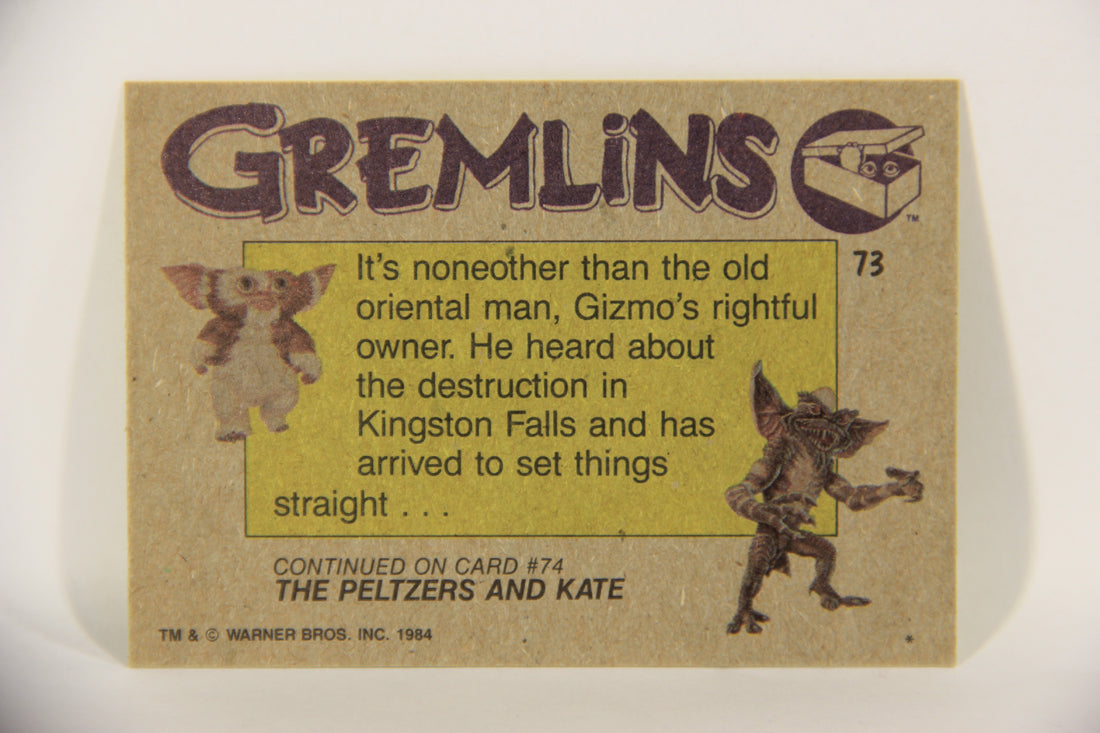 GREMLiNS
TM
73
It's noneother than the old
oriental man, Gizmo's rightful
owner. He heard about
the destruction in
Kingston Falls and has
arrived to set things
straight . . .
CONTINUED ON CARD #74
THE PELTZERS AND KATE
TM & © WARNER BROS. INC. 1984
*